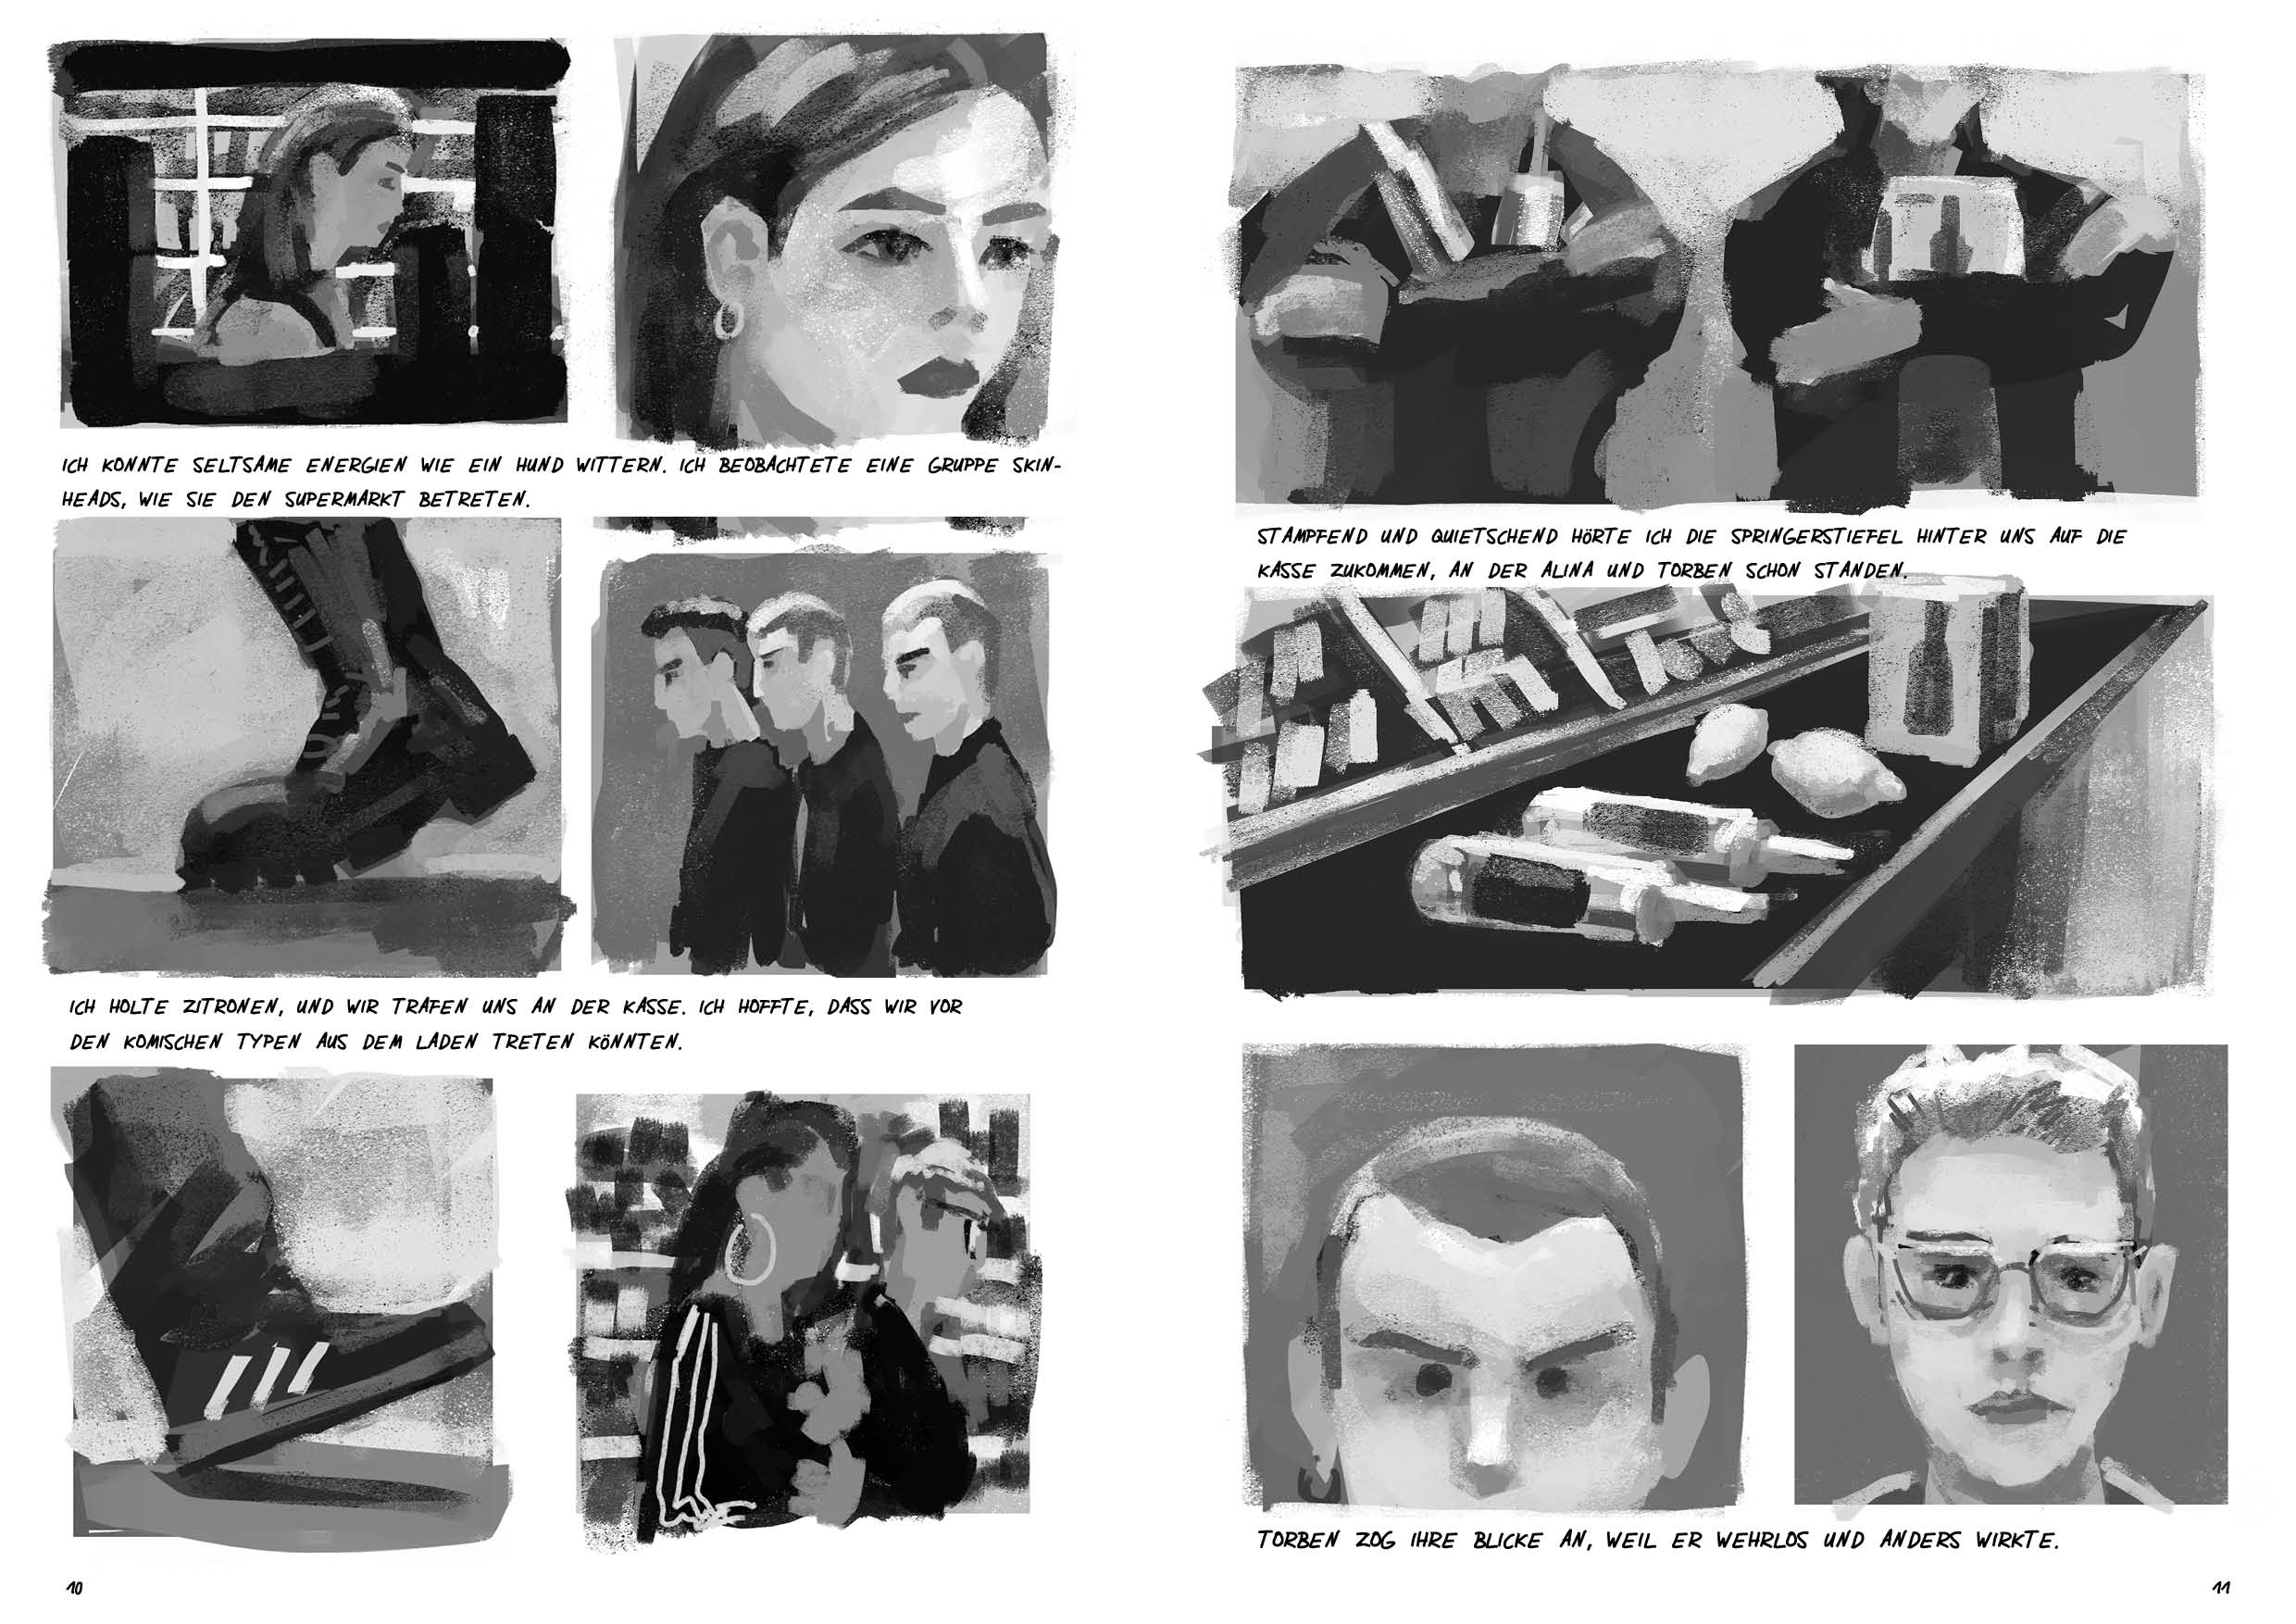 ICH KONNTE SELTSAME ENERGIEN WIE EIN HUND WITTERN. ICH BEOBACHTETE EINE GRUPPE SKIN-
HEADS, WIE SIE DEN SUPERMARKT BETRETEN.
ICH HOLTE ZITRONEN, UND WIR TRAFEN UNS AN DER KASSE. ICH HOFFTE, DASS WIR VOR
DEN KOMISCHEN TYPEN AUS DEM LADEN TRETEN KÖNNTEN.
10
STAMPFEND UND QUIETSCHEND HÖRTE ICH DIE SPRINGERSTIEFEL HINTER UNS AUF DIE
KASSE ZUKOMMEN, AN DER ALINA UND TORBEN SCHON STANDEN.
TORBEN ZOG IHRE BLICKE AN, WEIL ER WEHRLOS UND ANDERS WIRKTE.
11